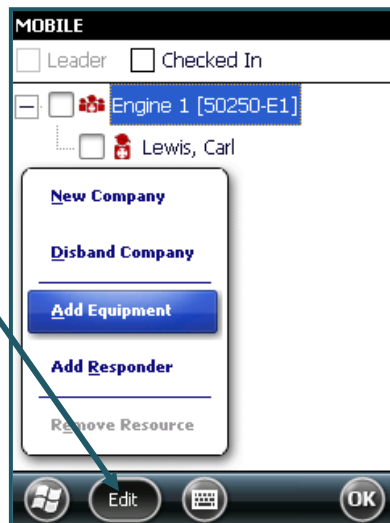 MOBILE
Leader Checked In
Engine 1 [50250-E1]
Lewis, Carl
New Company
Disband Company
Add Equipment
Add Responder
Remove Resource
Edit OK